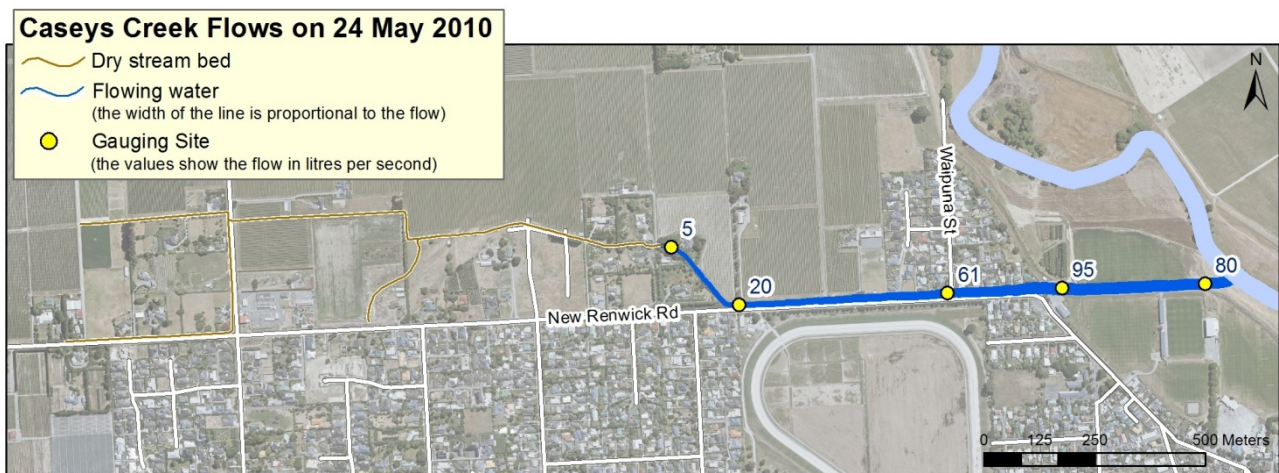 Caseys Creek Flows on 24 May 2010
Dry stream bed
Flowing water
(the width of the line is proportional to the flow)
Gauging Site
(the values show the flow in litres per second)
N
Waipuna St
5
20
61
95
80
New Renwick Rd
0 125 250 500 Meters